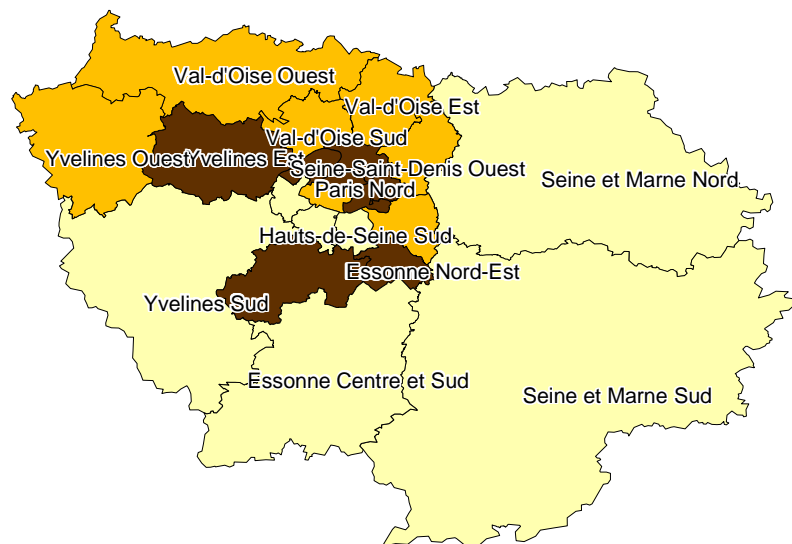 Val-d'Oise Ouest
Val-d'Oise Est
Val-d'Oise Sud
Yvelines Ouest
Yvelines Est
Seine-Saint-Denis Ouest
Seine et Marne Nord
Paris Nord
Hauts-de-Seine Sud
Essonne Nord-Est
Yvelines Sud
Essonne Centre et Sud
Seine et Marne Sud